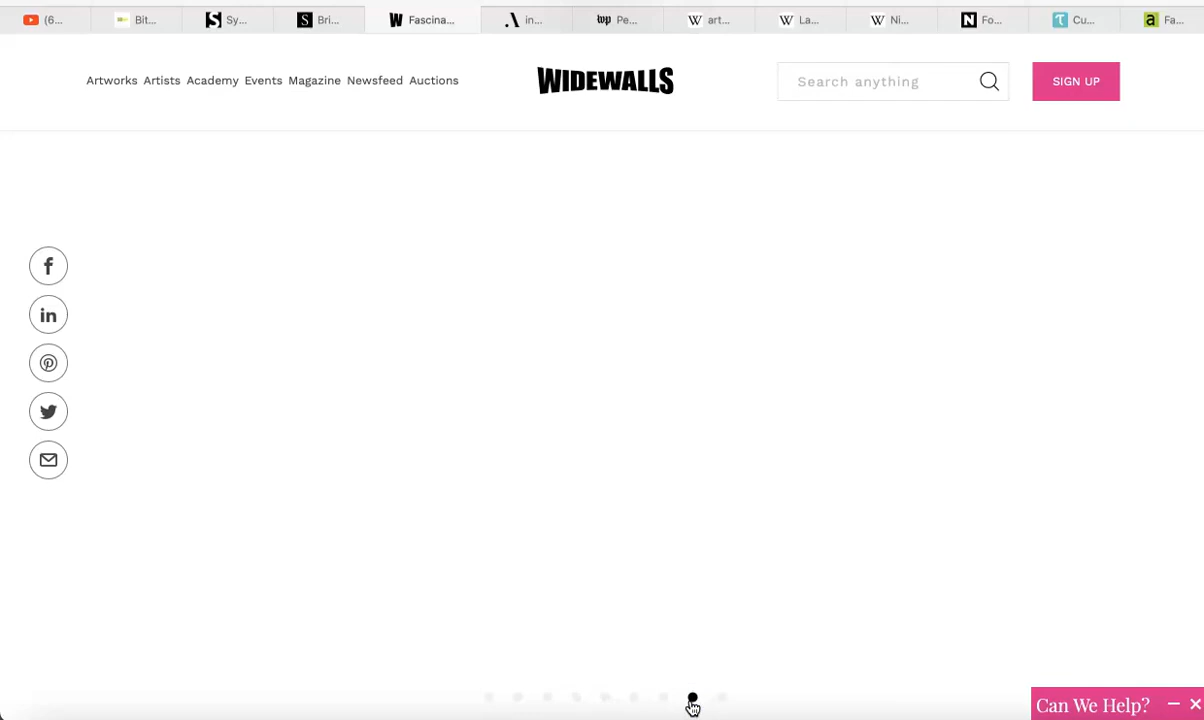 (6... Bit... Sy... Bri... Fascina... in... Pe... art... La... Ni... Fo... Cu... Fa...
Artworks Artists Academy Events Magazine Newsfeed Auctions WIDEWALLS Search anything SIGN UP
Can We Help?